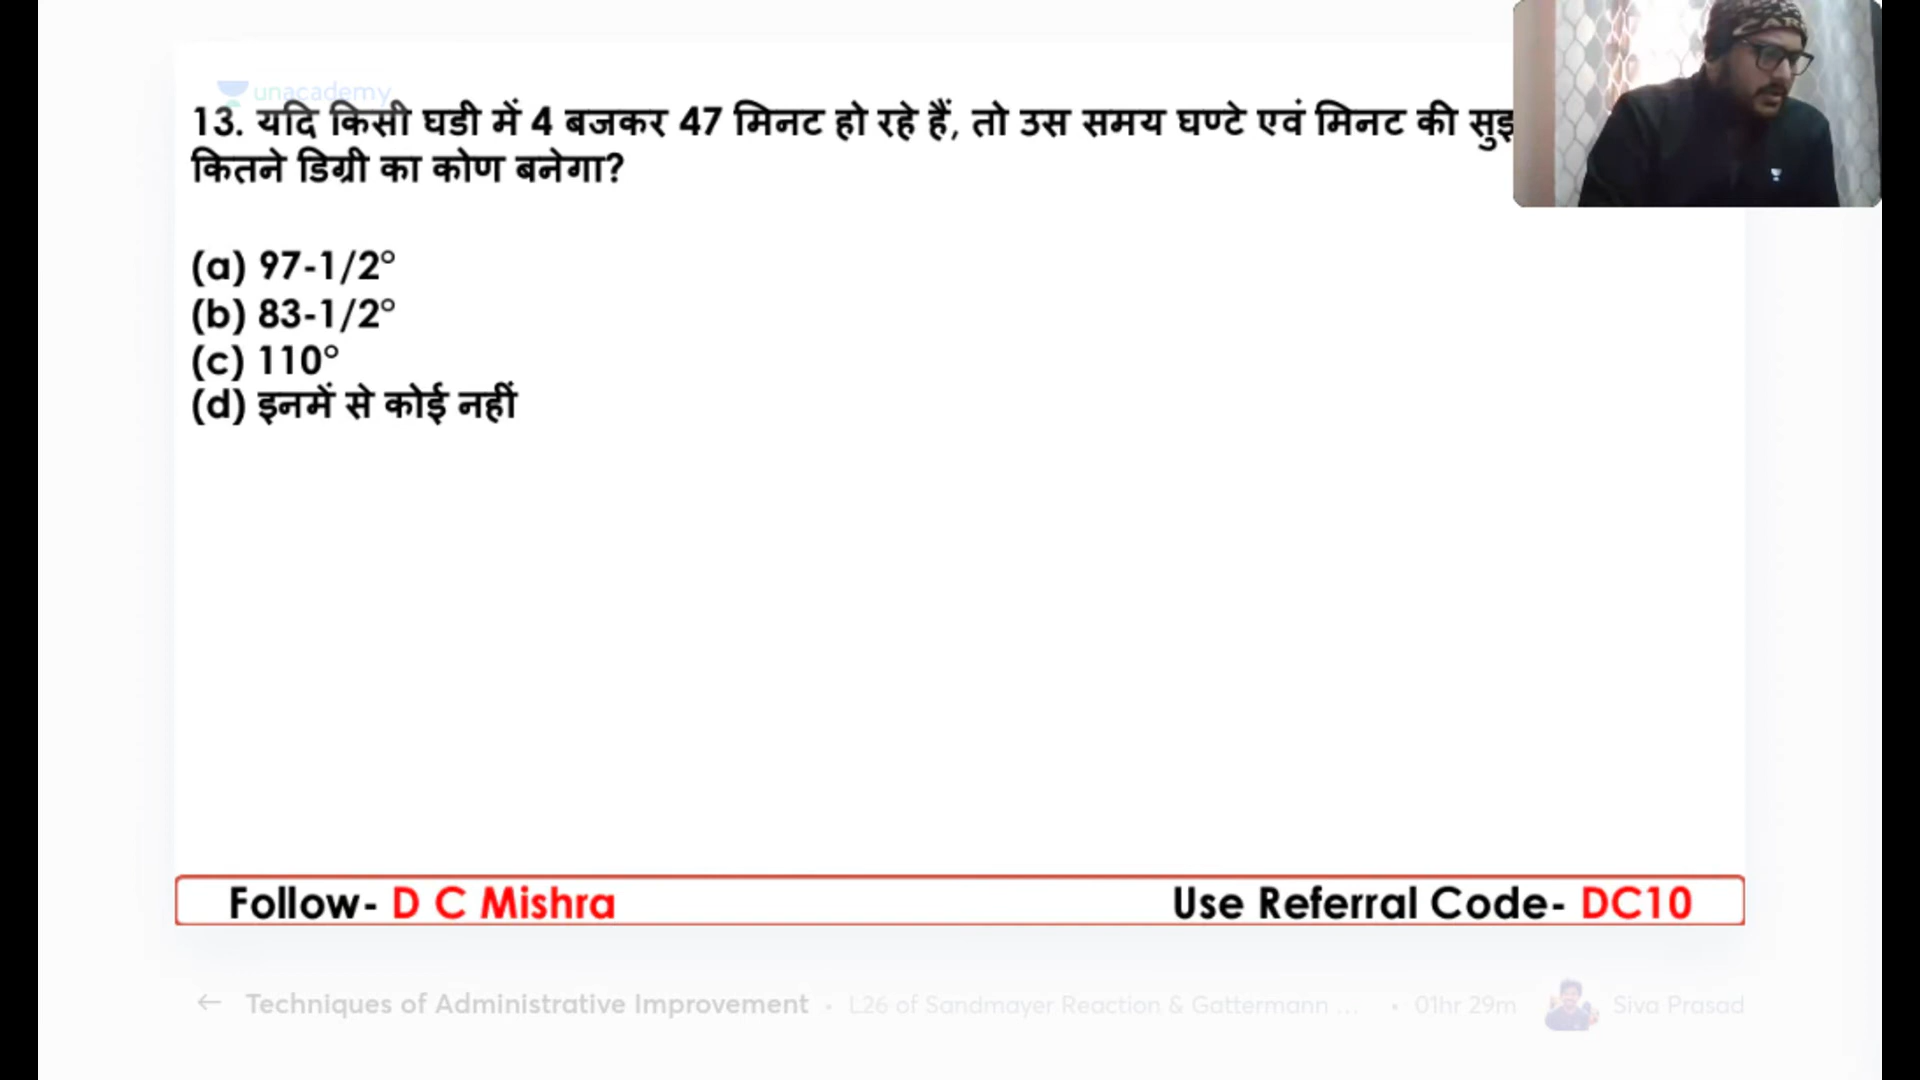 unacademy
13. यदि किसी घडी में 4 बजकर 47 मिनट हो रहे हैं, तो उस समय घण्टे एवं मिनट की
कितने डिग्री का कोण बनेगा?
(a) 97-1/2°
(b) 83-1/2°
(c) 110°
(d) इनमें से कोई नहीं
Follow- D C Mishra Use Referral Code- DC10
← Techniques of Administrative Improvement • L26 of Sandmayer Reaction & Gattermann ... • 01hr 29m Siva Prasad